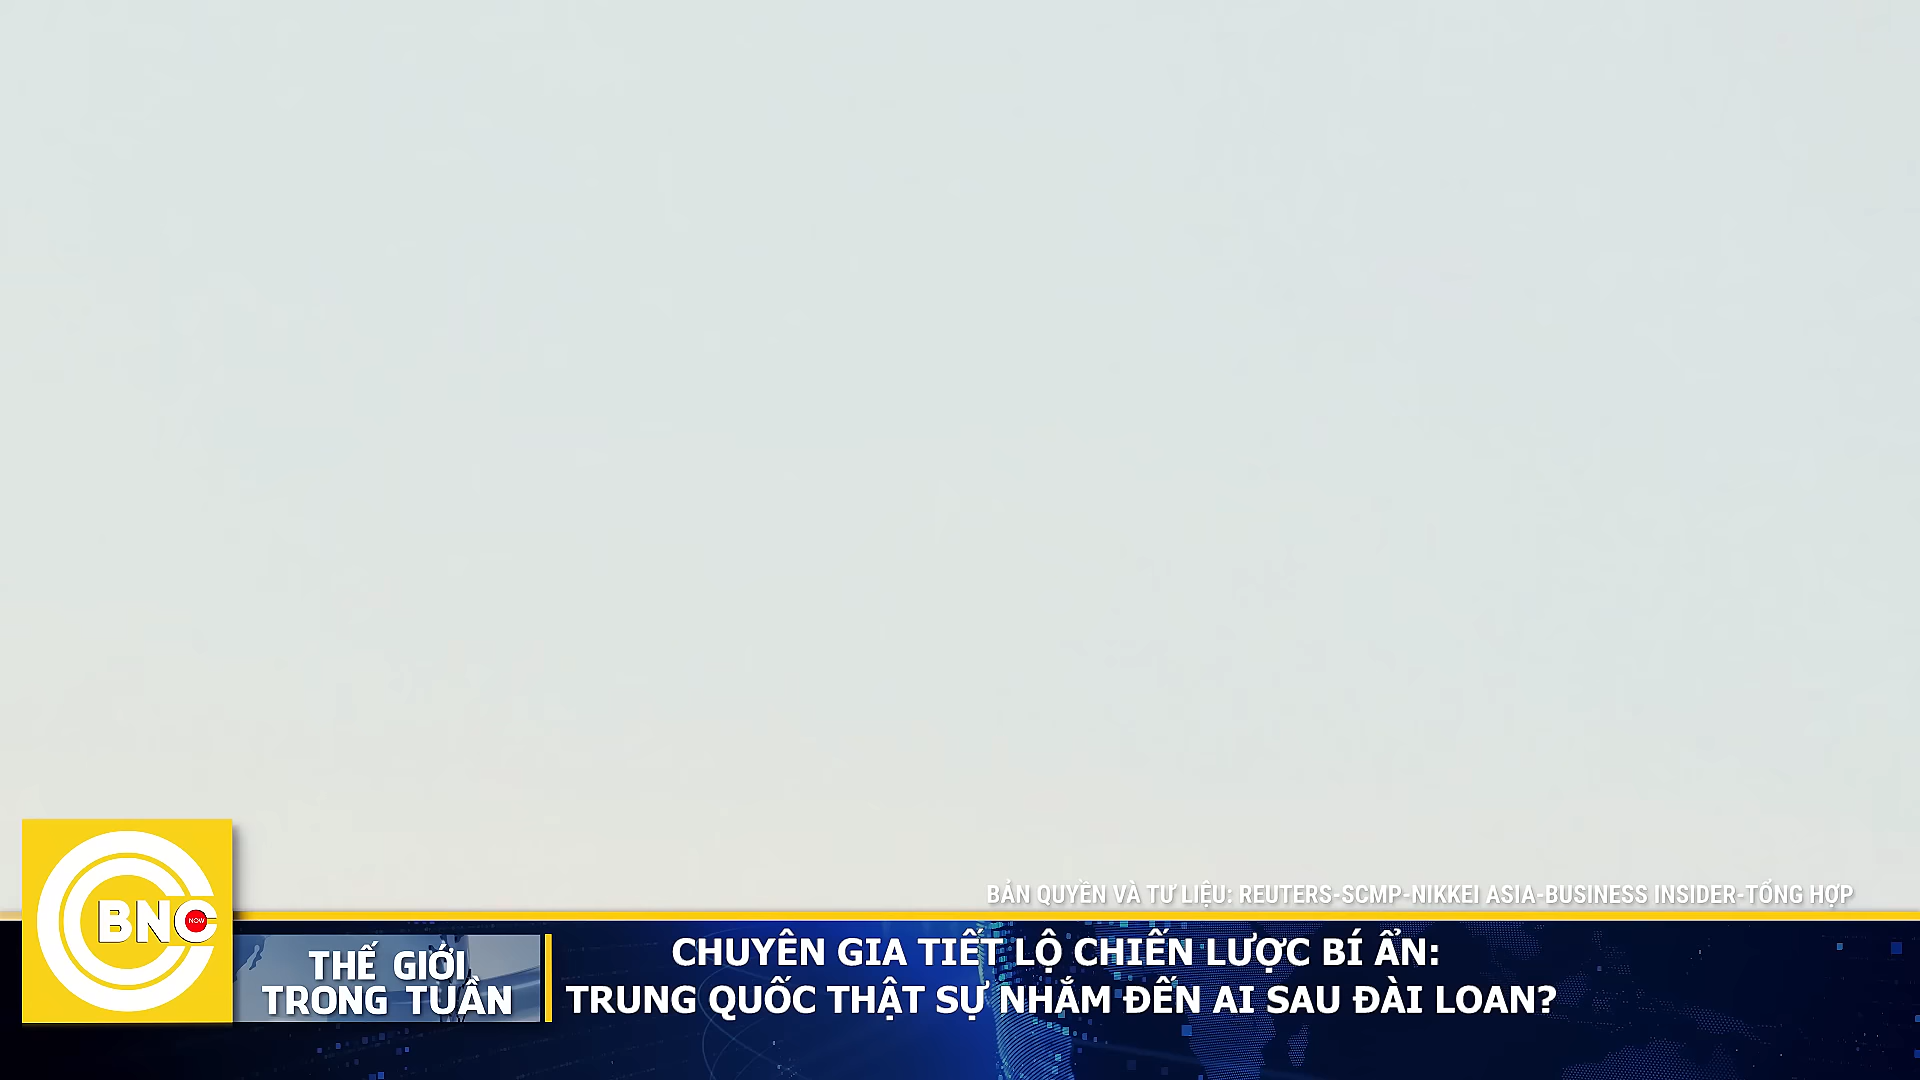 BẢN QUYỀN VÀ TƯ LIỆU: REUTERS-SCMP-NIKKEI ASIA-BUSINESS INSIDER-TỔNG HỢP
BNC
NOW
THẾ GIỚI
TRONG TUẦN
CHUYÊN GIA TIẾT LỘ CHIẾN LƯỢC BÍ ẨN:
TRUNG QUỐC THẬT SỰ NHẮM ĐẾN AI SAU ĐÀI LOAN?